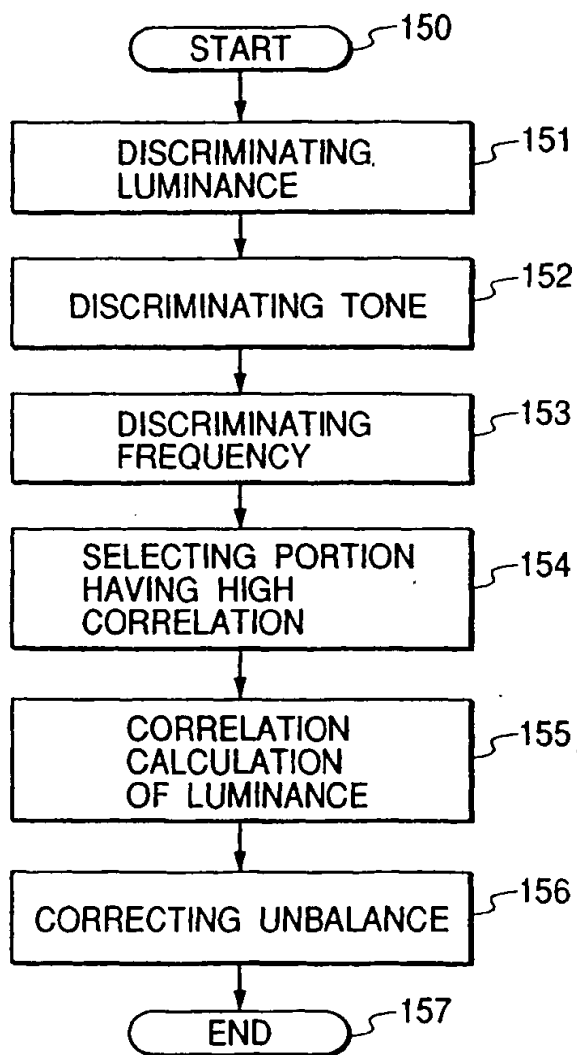 START
150
DISCRIMINATING
LUMINANCE
151
DISCRIMINATING TONE
152
DISCRIMINATING
FREQUENCY
153
SELECTING PORTION
HAVING HIGH
CORRELATION
154
CORRELATION
CALCULATION
OF LUMINANCE
155
CORRECTING UNBALANCE
156
END
157